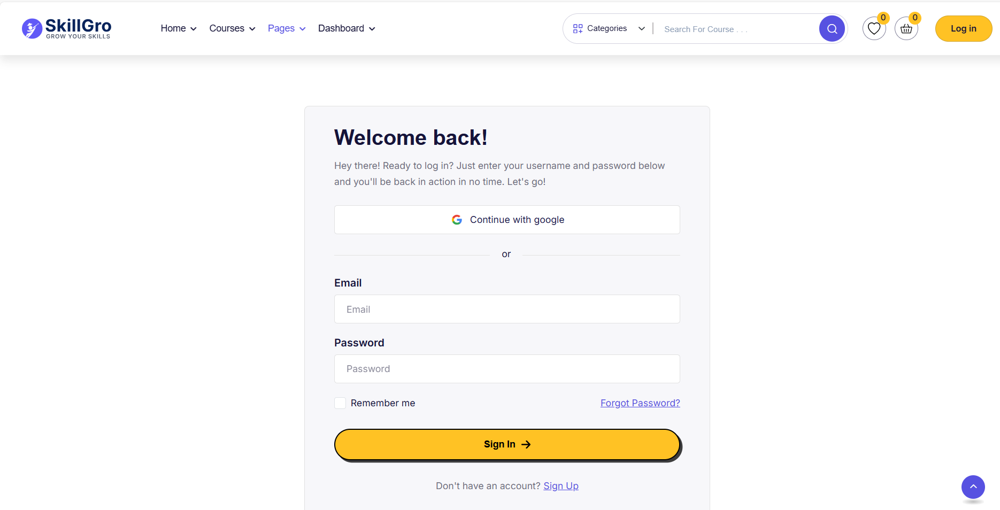 SkillGro
GROW YOUR SKILLS
Home
Courses
Pages
Dashboard
Categories
Search For Course . . .
0
0
Log in
Welcome back!
Hey there! Ready to log in? Just enter your username and password below
and you'll be back in action in no time. Let's go!
Continue with google
or
Email
Email
Password
Password
Remember me
Forgot Password?
Sign In
Don't have an account? Sign Up